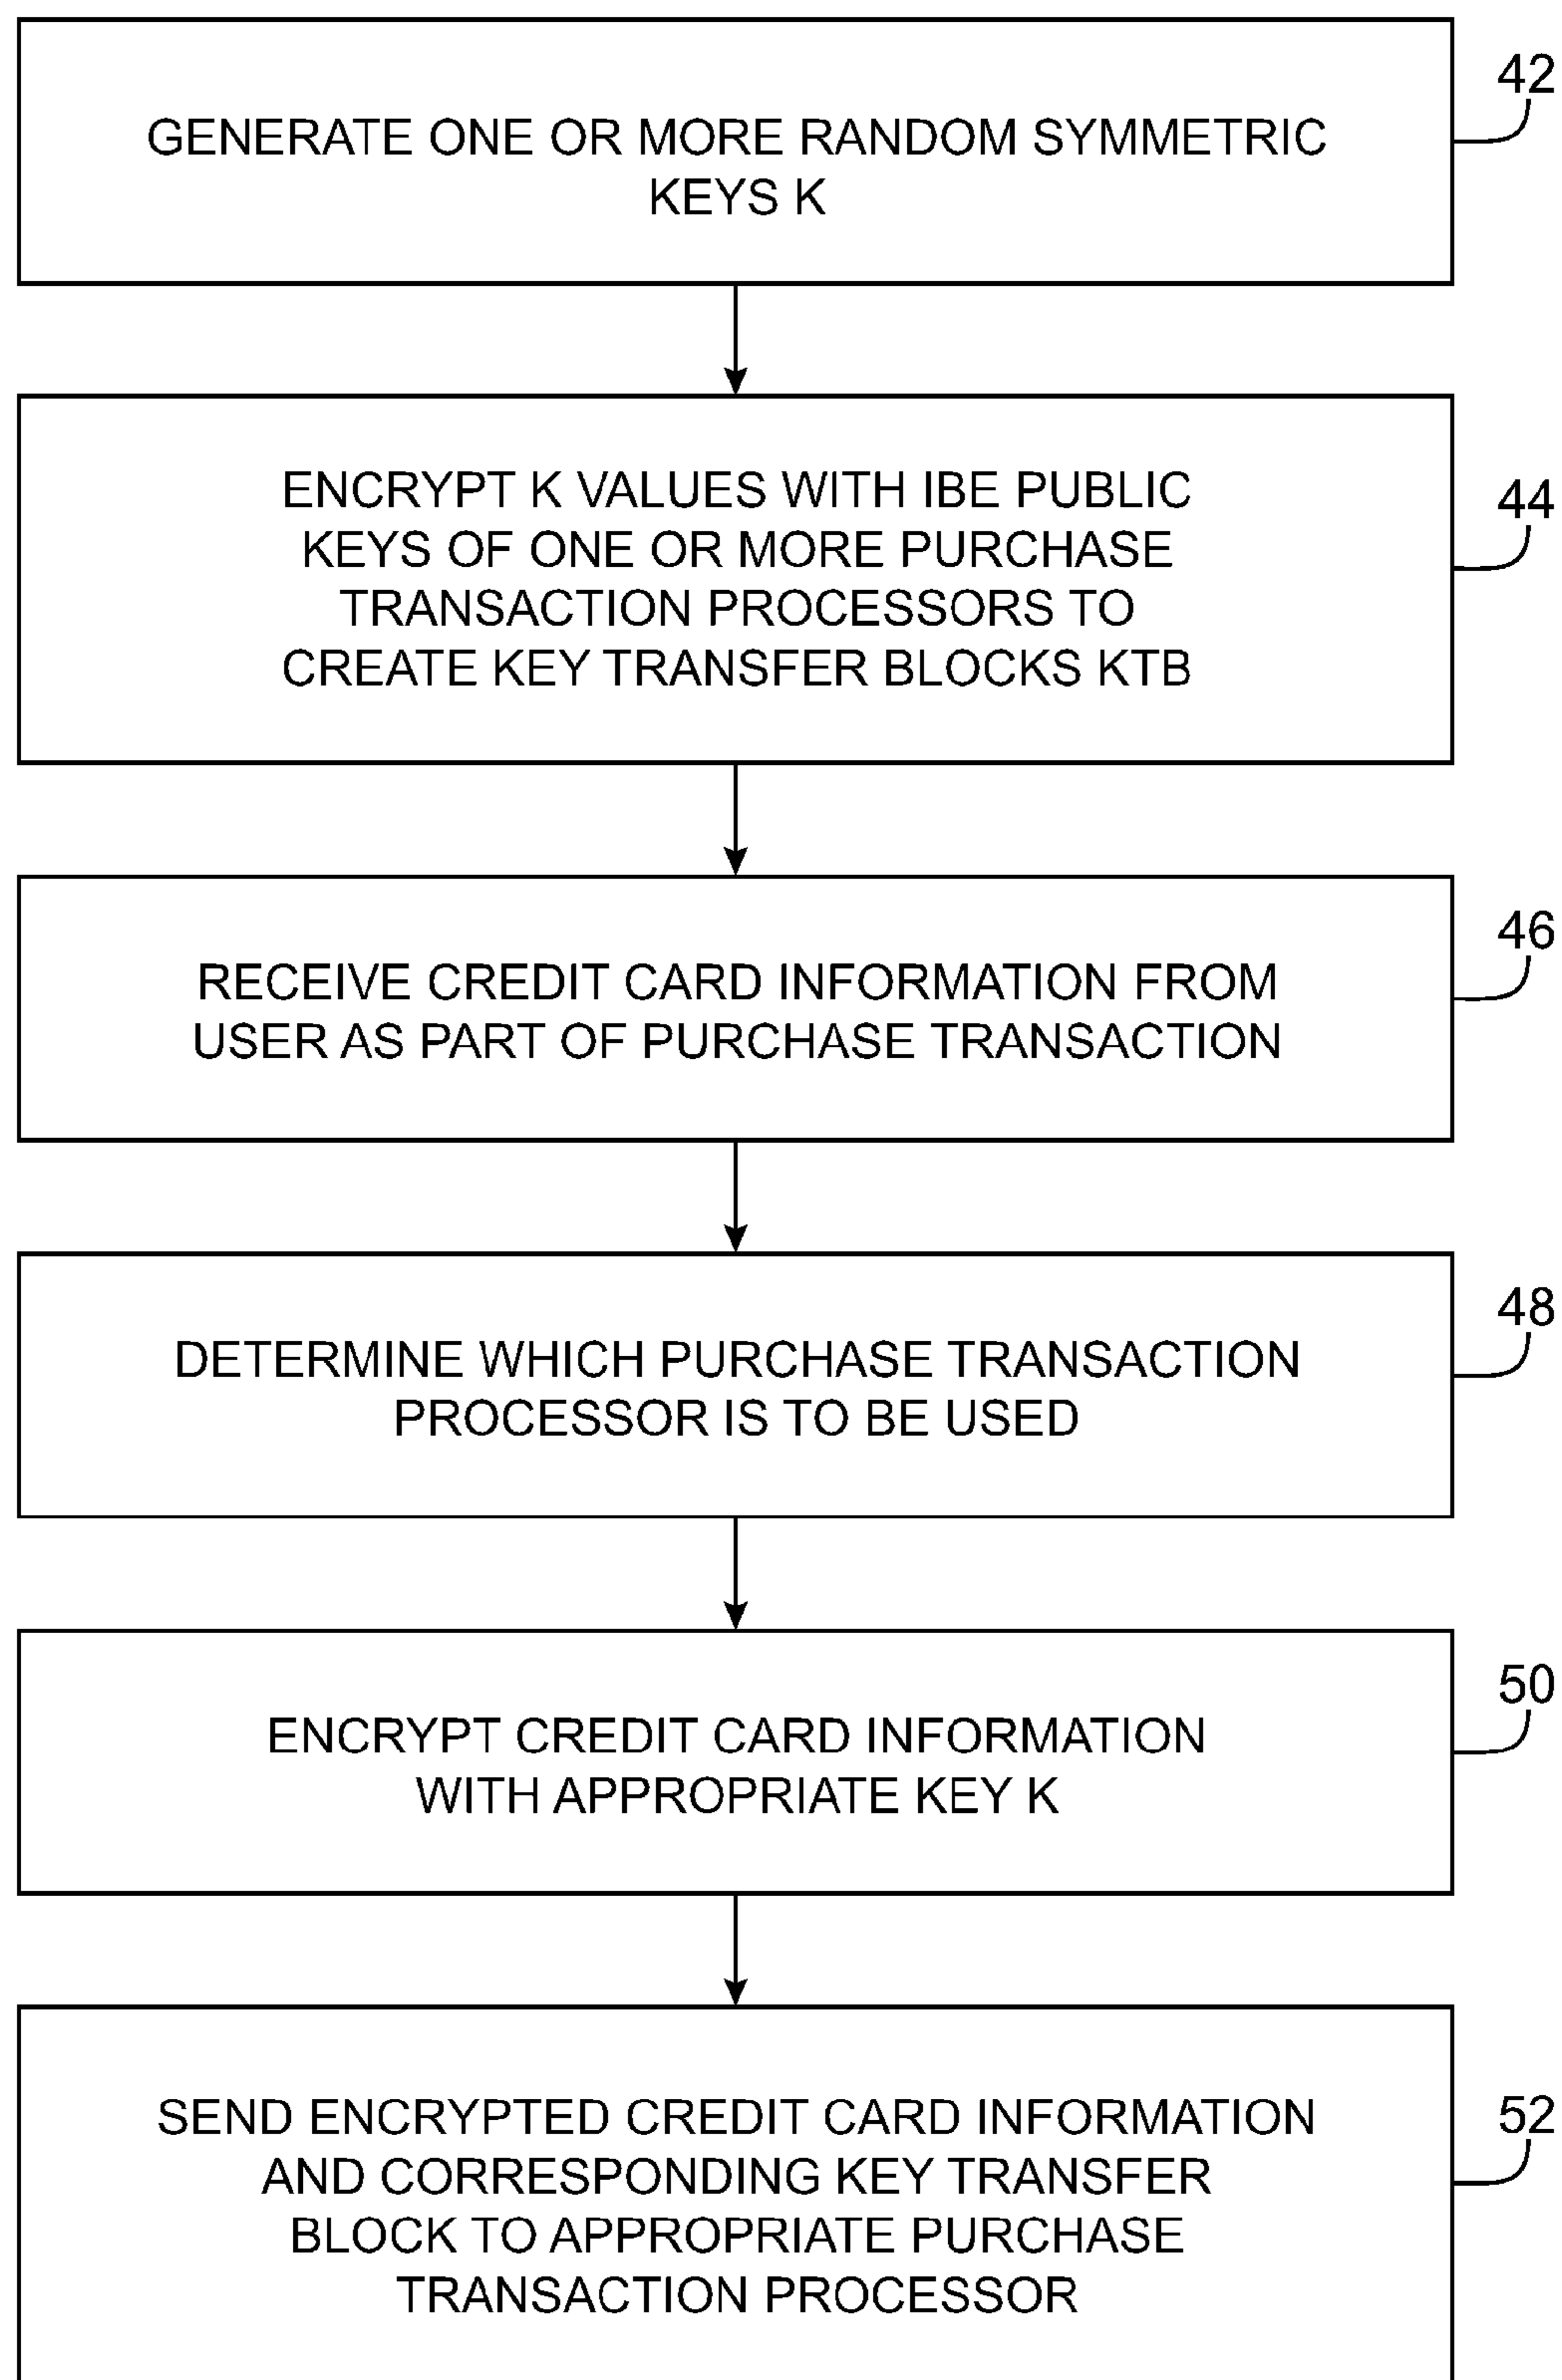 42
GENERATE ONE OR MORE RANDOM SYMMETRIC
KEYS K
44
ENCRYPT K VALUES WITH IBE PUBLIC
KEYS OF ONE OR MORE PURCHASE
TRANSACTION PROCESSORS TO
CREATE KEY TRANSFER BLOCKS KTB
46
RECEIVE CREDIT CARD INFORMATION FROM
USER AS PART OF PURCHASE TRANSACTION
48
DETERMINE WHICH PURCHASE TRANSACTION
PROCESSOR IS TO BE USED
50
ENCRYPT CREDIT CARD INFORMATION
WITH APPROPRIATE KEY K
52
SEND ENCRYPTED CREDIT CARD INFORMATION
AND CORRESPONDING KEY TRANSFER
BLOCK TO APPROPRIATE PURCHASE
TRANSACTION PROCESSOR